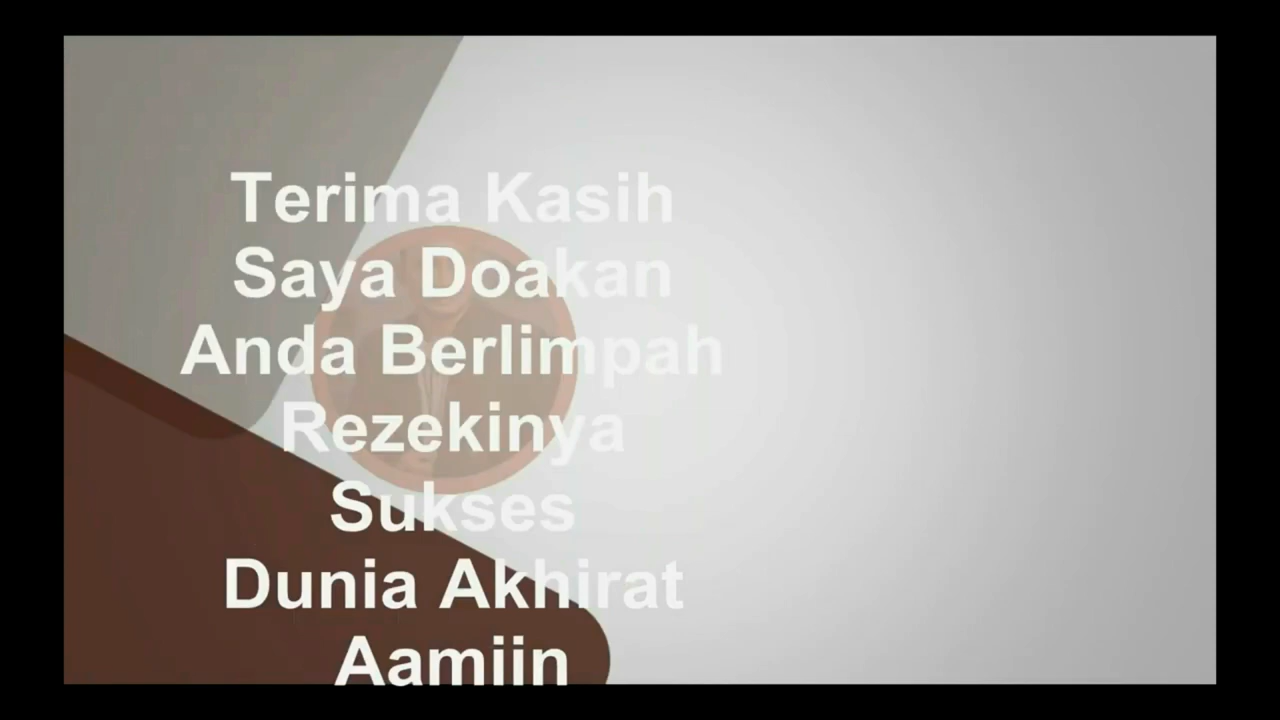 Terima Kasih
Saya Doakan
Anda Berlimpah
Rezekinya
Sukses
Dunia Akhirat
Aamiin